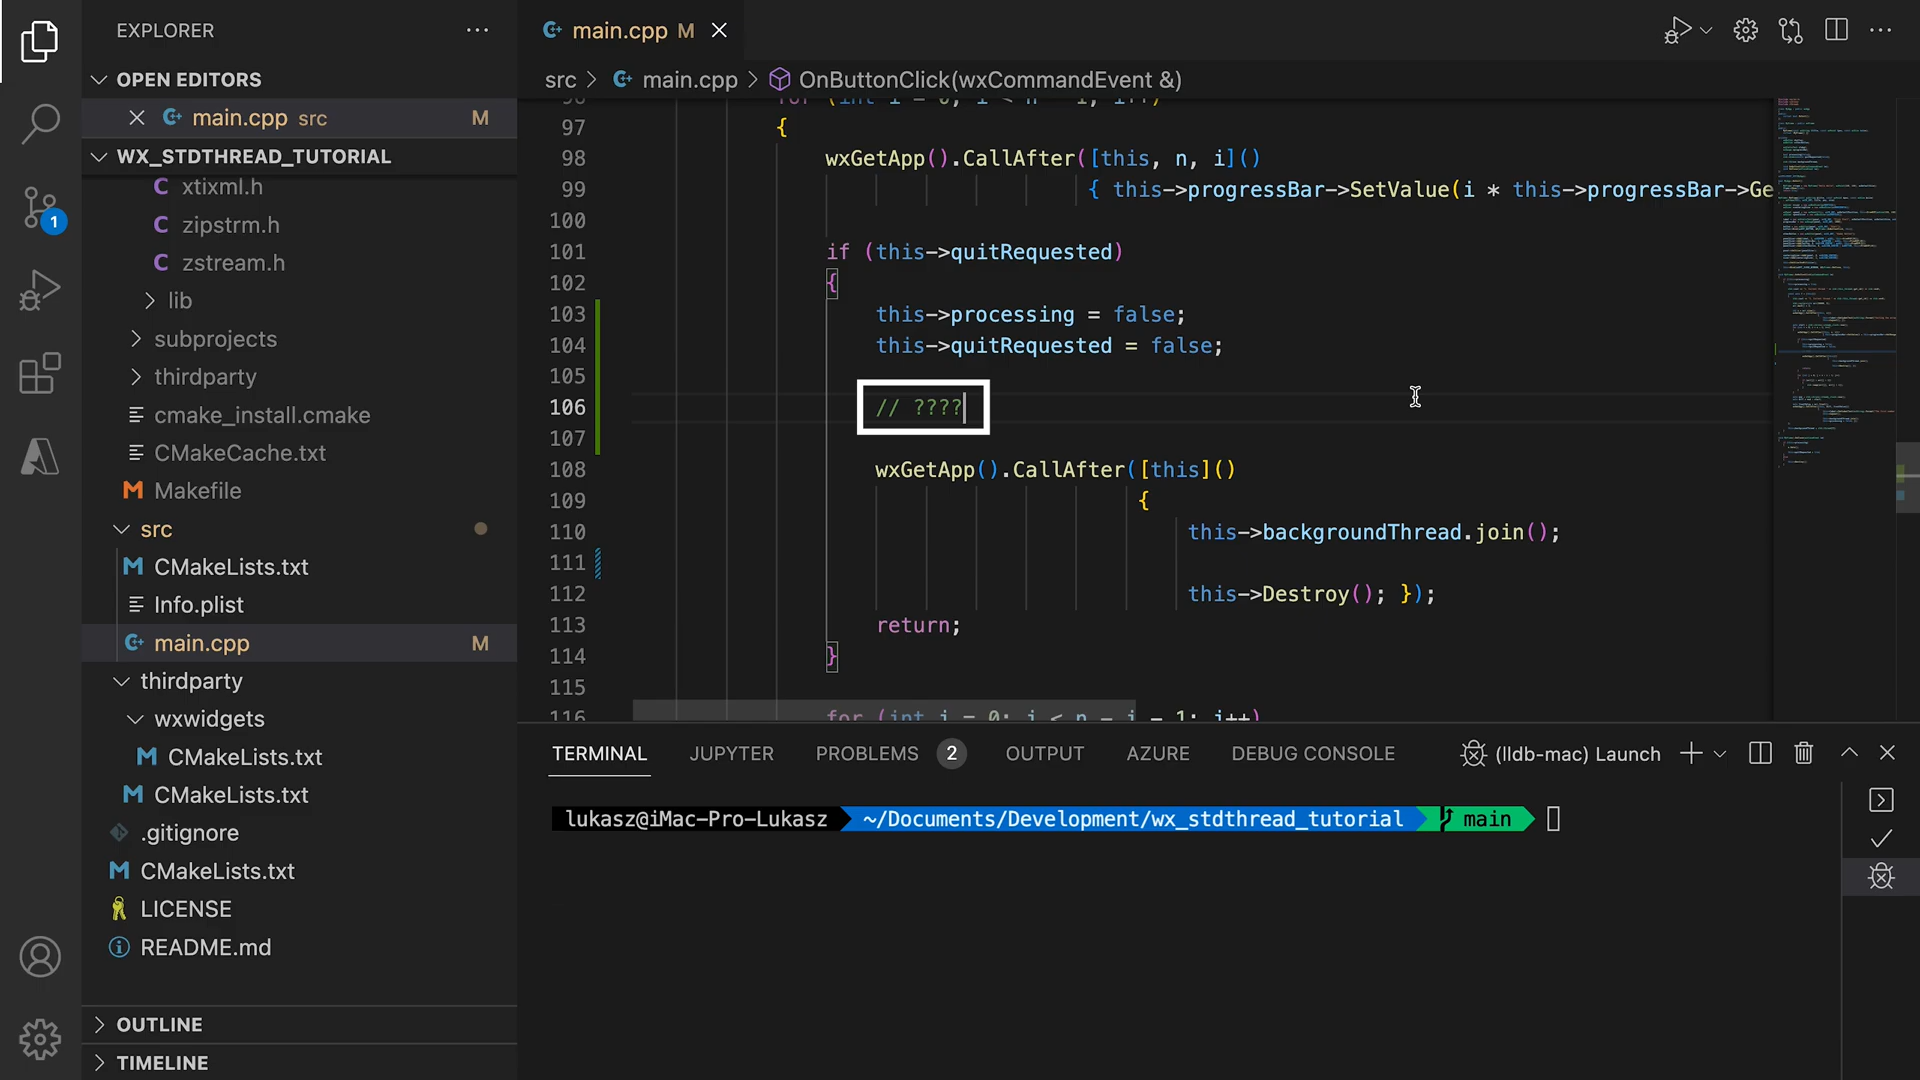 EXPLORER
OPEN EDITORS
main.cpp src M
WX_STDTHREAD_TUTORIAL
C xtixml.h
C zipstrm.h
C zstream.h
lib
subprojects
thirdparty
cmake_install.cmake
CMakeCache.txt
Makefile
src
CMakeLists.txt
Info.plist
main.cpp M
thirdparty
wxwidgets
CMakeLists.txt
CMakeLists.txt
.gitignore
CMakeLists.txt
LICENSE
README.md
OUTLINE
TIMELINE
1
main.cpp M
src > main.cpp > OnButtonClick(wxCommandEvent &)
97 {
98 wxGetApp().CallAfter([this, n, i]()
99 { this->progressBar->SetValue(i * this->progressBar->Ge
100
101 if (this->quitRequested)
102 {
103 this->processing = false;
104 this->quitRequested = false;
105
106 // ????
107
108 wxGetApp().CallAfter([this]()
109 {
110 this->backgroundThread.join();
111
112 this->Destroy(); });
113 return;
114 }
115
116
TERMINAL JUPYTER PROBLEMS 2 OUTPUT AZURE DEBUG CONSOLE (lldb-mac) Launch
lukasz@iMac-Pro-Lukasz ~/Documents/Development/wx_stdthread_tutorial main